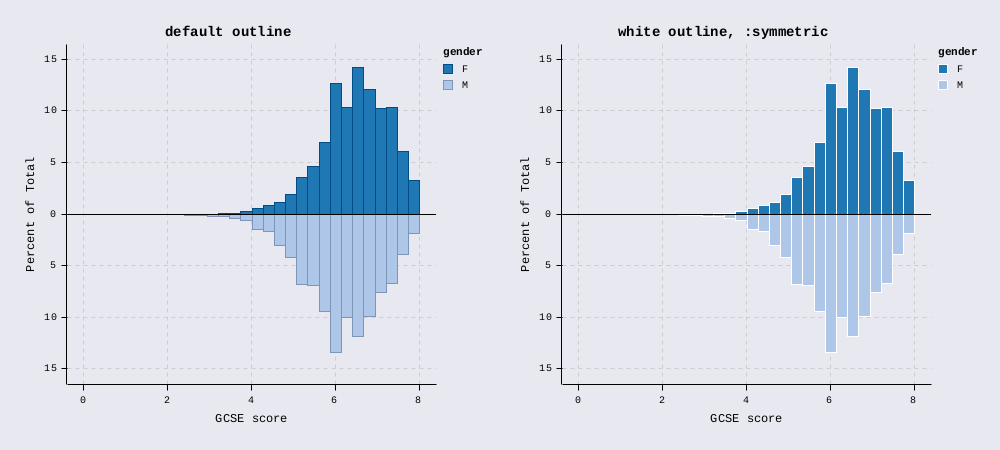 default outline
gender
F
M
15
10
5
0
5
10
15
Percent of Total
0 2 4 6 8
GCSE score
white outline, :symmetric
gender
F
M
15
10
5
0
5
10
15
Percent of Total
0 2 4 6 8
GCSE score